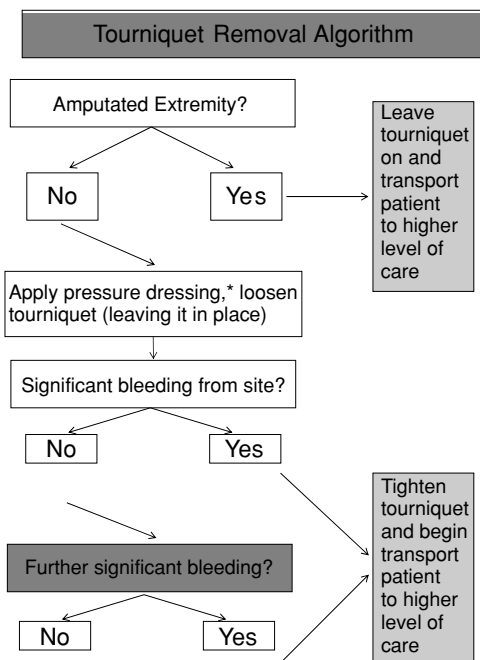 Tourniquet Removal Algorithm
Amputated Extremity?
No
Yes
Leave
tourniquet
on and
transport
patient
to higher
level of
care
Apply pressure dressing,* loosen
tourniquet (leaving it in place)
Significant bleeding from site?
No
Yes
Tighten
tourniquet
and begin
transport
patient
to higher
level of
care
Further significant bleeding?
No
Yes